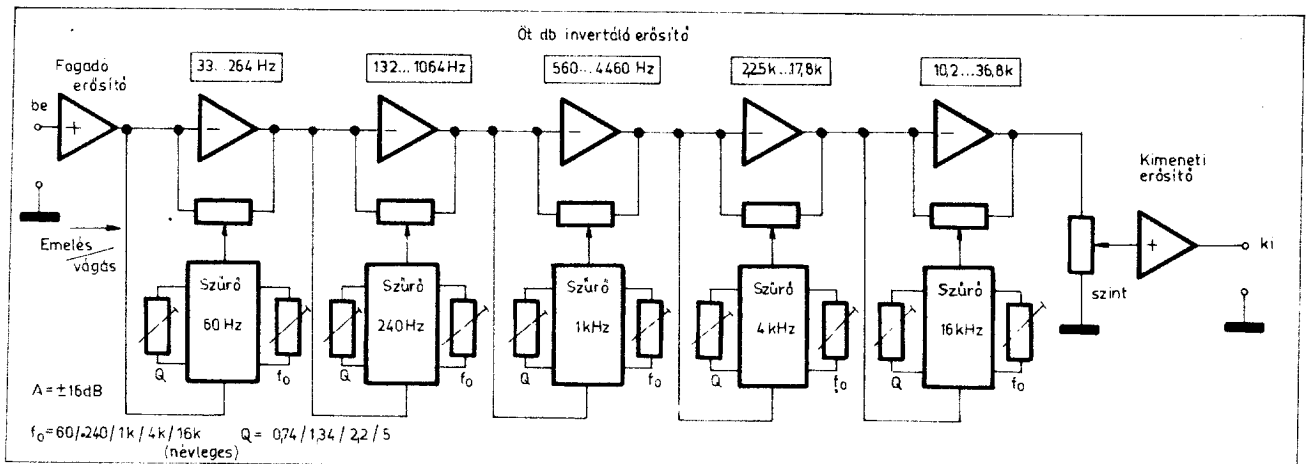 Öt db invertáló erősítő
Fogadó
erősítő
33...264 Hz
132...1064 Hz
560...4460 Hz
2,25k...17,8k
10,2...36,8k
be
+
−
−
−
−
−
Kimeneti
erősítő
+
ki
szint
Emelés
vágás
Szűrő
60 Hz
Q
f₀
Szűrő
240 Hz
Q
f₀
Szűrő
1 kHz
Q
f₀
Szűrő
4 kHz
Q
f₀
Szűrő
16 kHz
Q
f₀
A = ±16dB
f₀ = 60/240/1k/4k/16k Q = 0,74/1,34/2,2/5
(névleges)